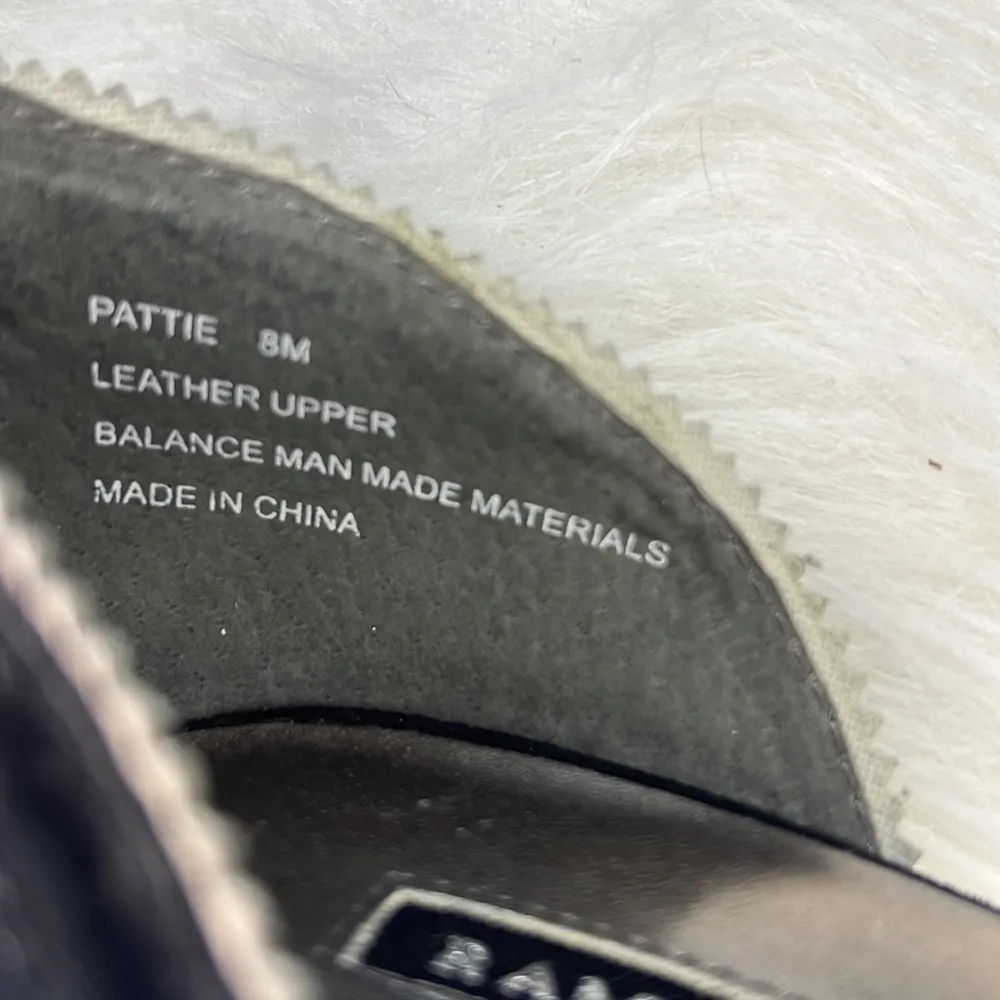 PATTIE 8M
LEATHER UPPER
BALANCE MAN MADE MATERIALS
MADE IN CHINA